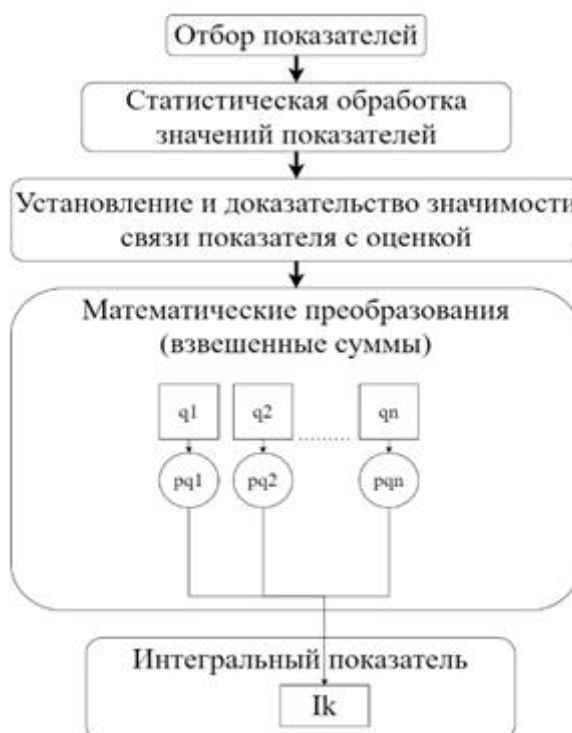 Отбор показателей
Статистическая обработка
значений показателей
Установление и доказательство значимости
связи показателя с оценкой
Математические преобразования
(взвешенные суммы)
q1 q2 ........ qn
pq1 pq2 pqn
Интегральный показатель
Ik